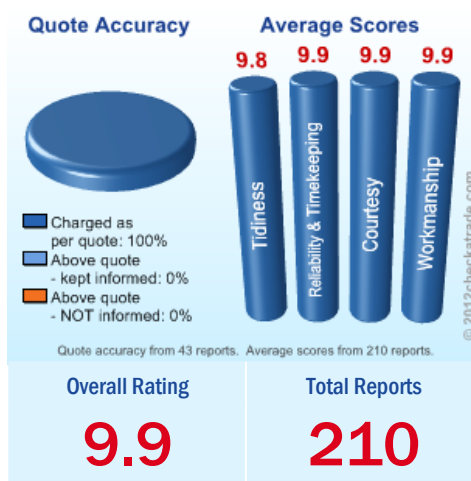 Quote Accuracy
Charged as
per quote: 100%
Above quote
- kept informed: 0%
Above quote
- NOT informed: 0%
Average Scores
9.8
9.9
9.9
9.9
Tidiness
Reliability & Timekeeping
Courtesy
Workmanship
© 2012checkatrade.com
Quote accuracy from 43 reports. Average scores from 210 reports.
Overall Rating
9.9
Total Reports
210